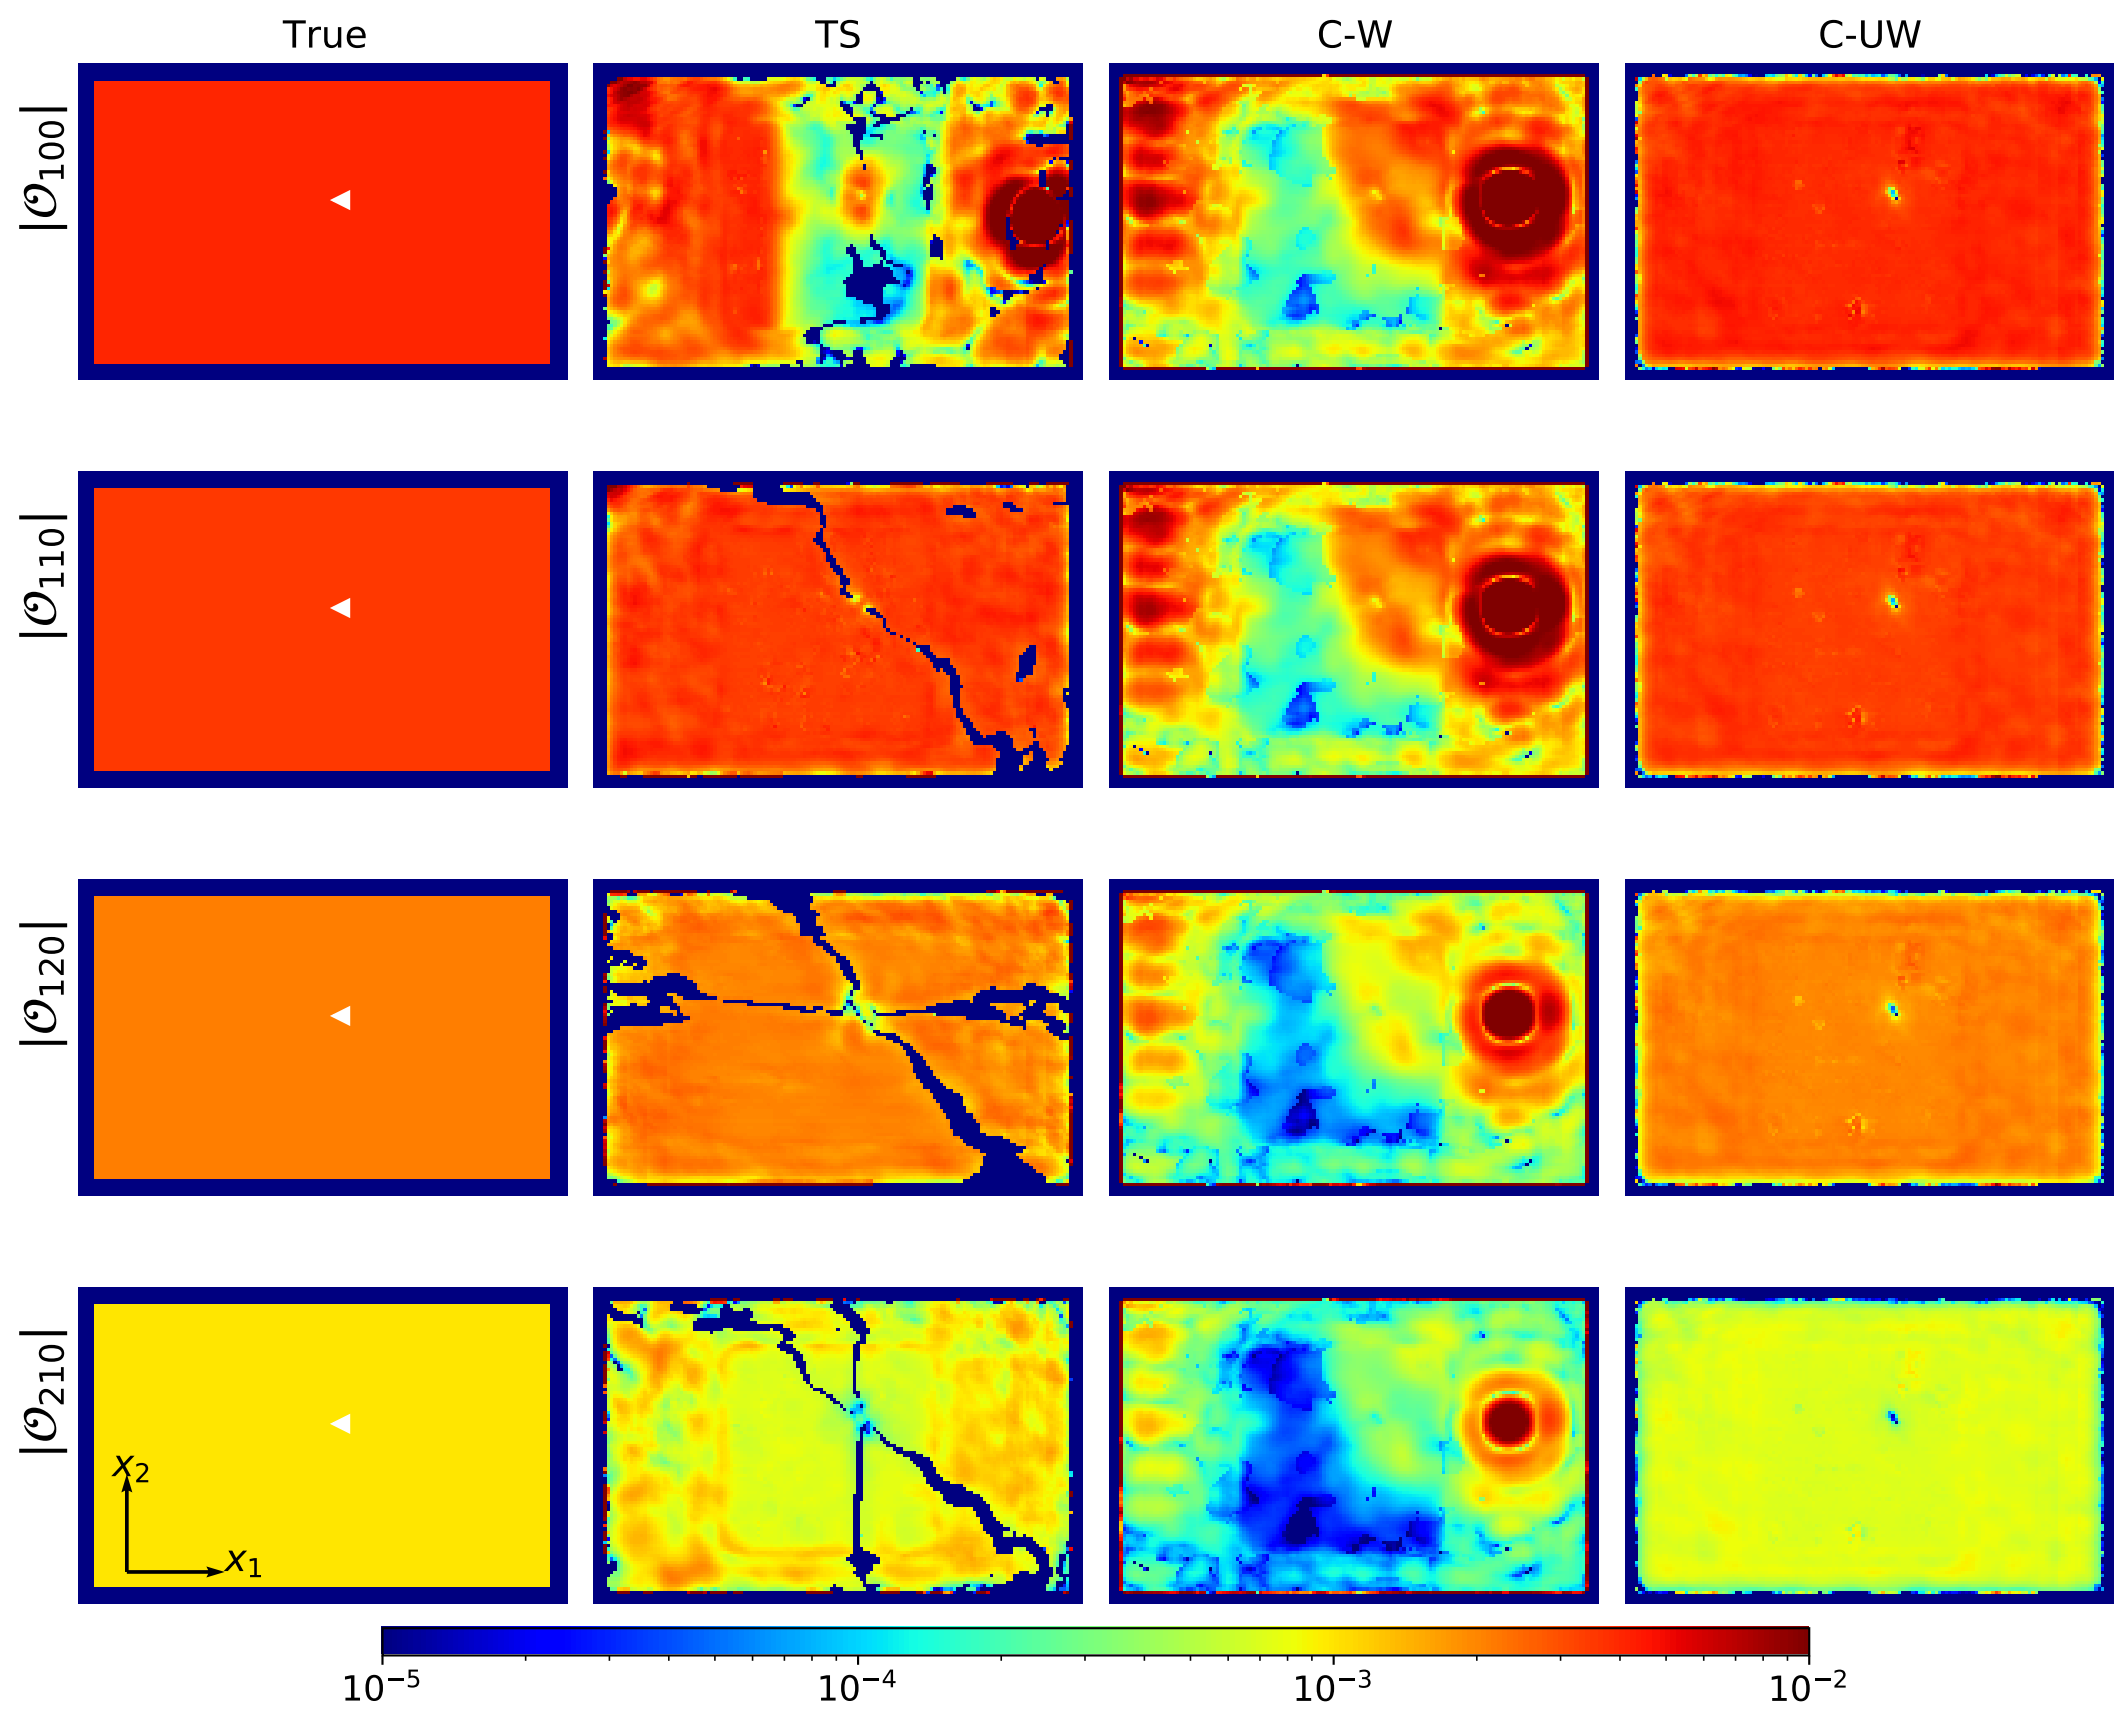 True TS C-W C-UW
|𝒪₁₀₀|
|𝒪₁₁₀|
|𝒪₁₂₀|
|𝒪₂₁₀|
x₂
x₁
10⁻⁵ 10⁻⁴ 10⁻³ 10⁻²